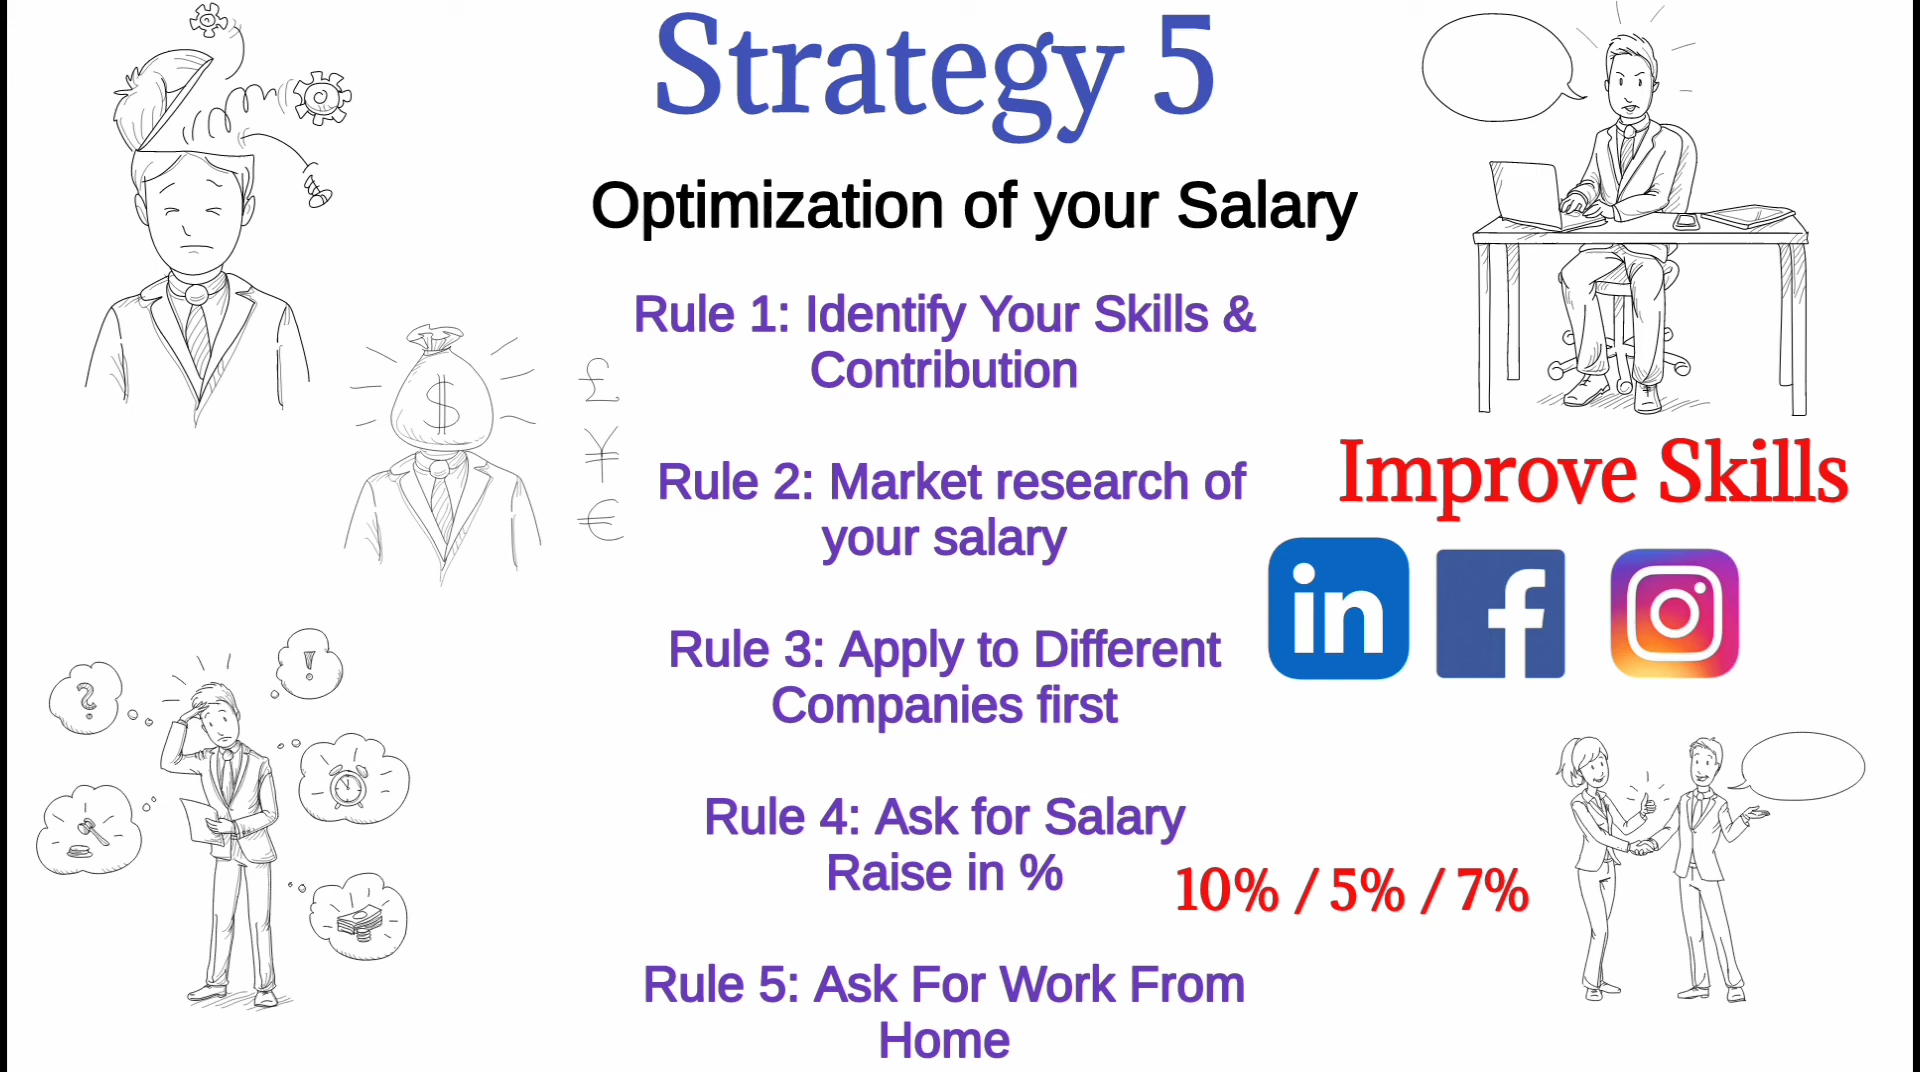 Strategy 5
Optimization of your Salary
Rule 1: Identify Your Skills &
Contribution
Rule 2: Market research of
your salary
Improve Skills
in f
Rule 3: Apply to Different
Companies first
Rule 4: Ask for Salary
Raise in %
10% / 5% / 7%
Rule 5: Ask For Work From
Home
$
£
¥
€
?
!